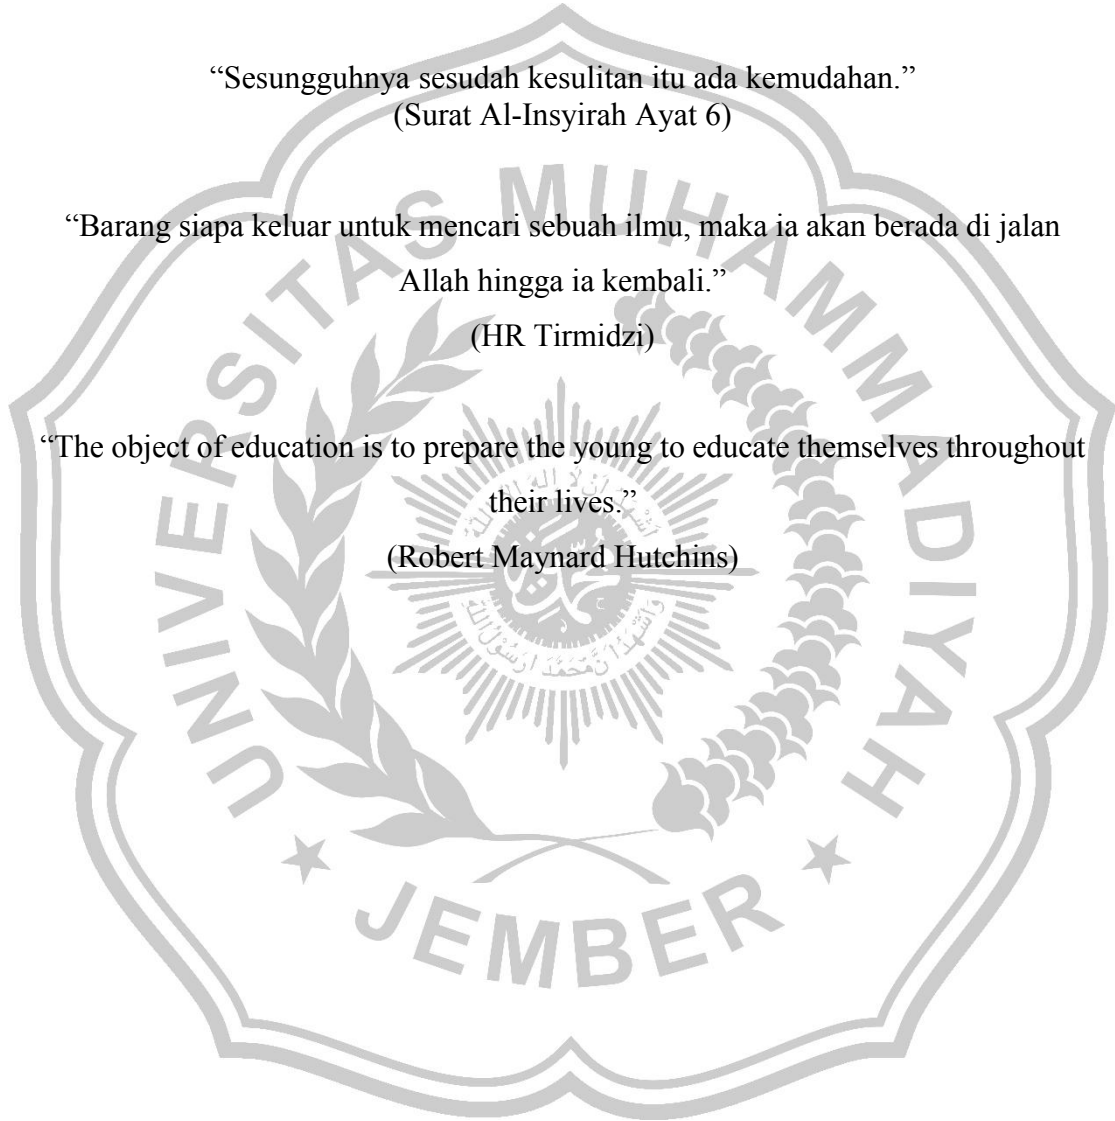 “Sesungguhnya sesudah kesulitan itu ada kemudahan.”
(Surat Al-Insyirah Ayat 6)
“Barang siapa keluar untuk mencari sebuah ilmu, maka ia akan berada di jalan
Allah hingga ia kembali.”
(HR Tirmidzi)
“The object of education is to prepare the young to educate themselves throughout
their lives.”
(Robert Maynard Hutchins)
UNIVERSITAS MUHAMMADIYAH
JEMBER